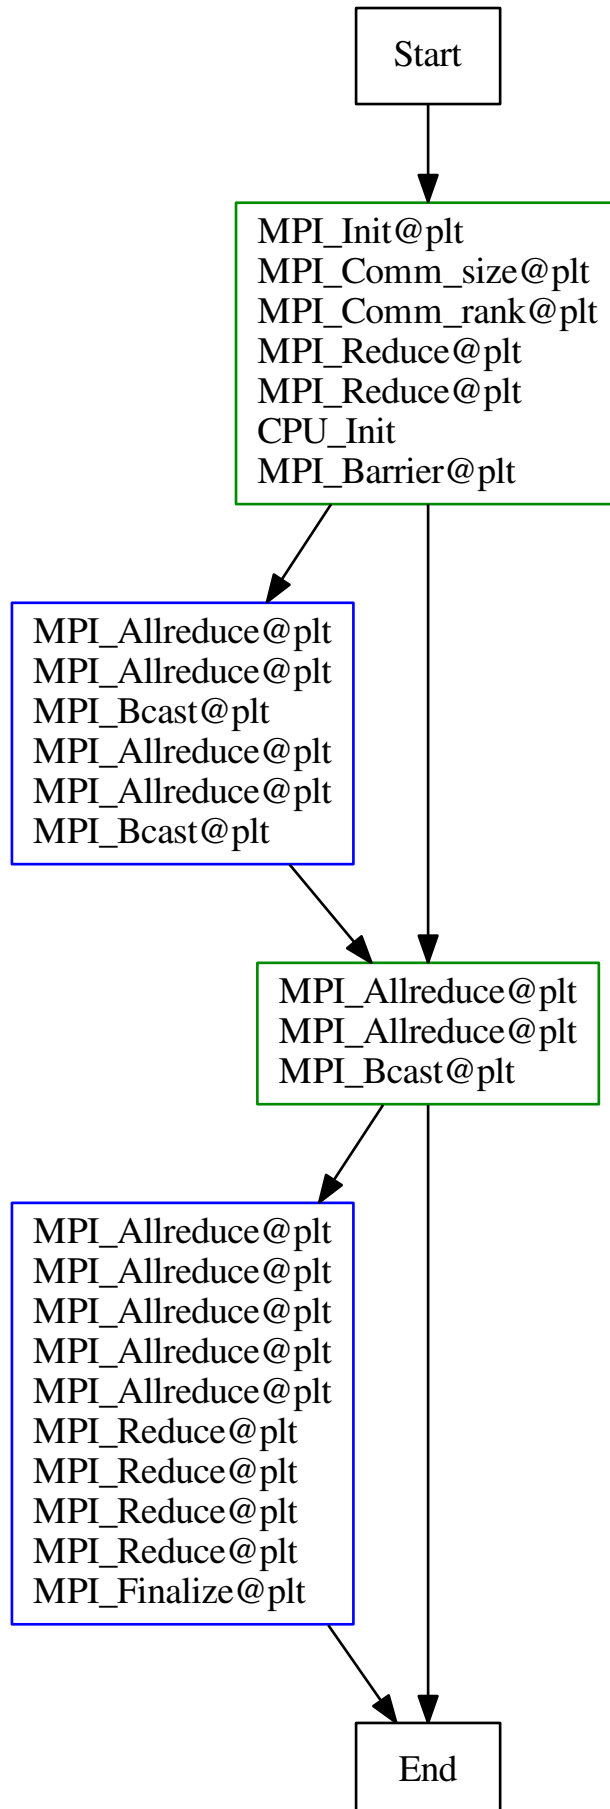 Start
MPI_Init@plt
MPI_Comm_size@plt
MPI_Comm_rank@plt
MPI_Reduce@plt
MPI_Reduce@plt
CPU_Init
MPI_Barrier@plt
MPI_Allreduce@plt
MPI_Allreduce@plt
MPI_Bcast@plt
MPI_Allreduce@plt
MPI_Allreduce@plt
MPI_Bcast@plt
MPI_Allreduce@plt
MPI_Allreduce@plt
MPI_Bcast@plt
MPI_Allreduce@plt
MPI_Allreduce@plt
MPI_Allreduce@plt
MPI_Allreduce@plt
MPI_Allreduce@plt
MPI_Reduce@plt
MPI_Reduce@plt
MPI_Reduce@plt
MPI_Reduce@plt
MPI_Finalize@plt
End